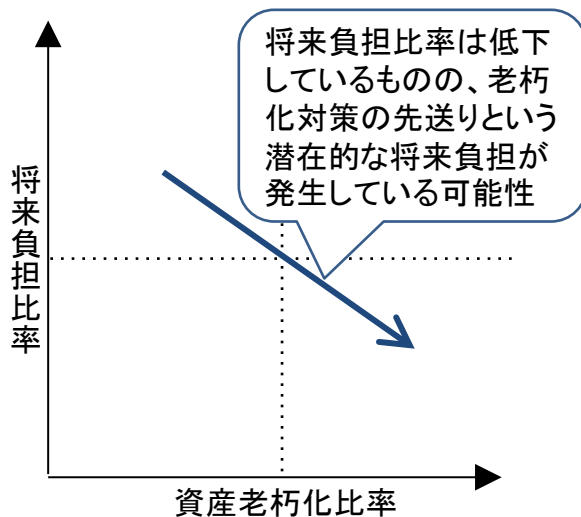 将来負担比率は低下
しているものの、老朽
化対策の先送りという
潜在的な将来負担が
発生している可能性
将来負担比率
資産老朽化比率